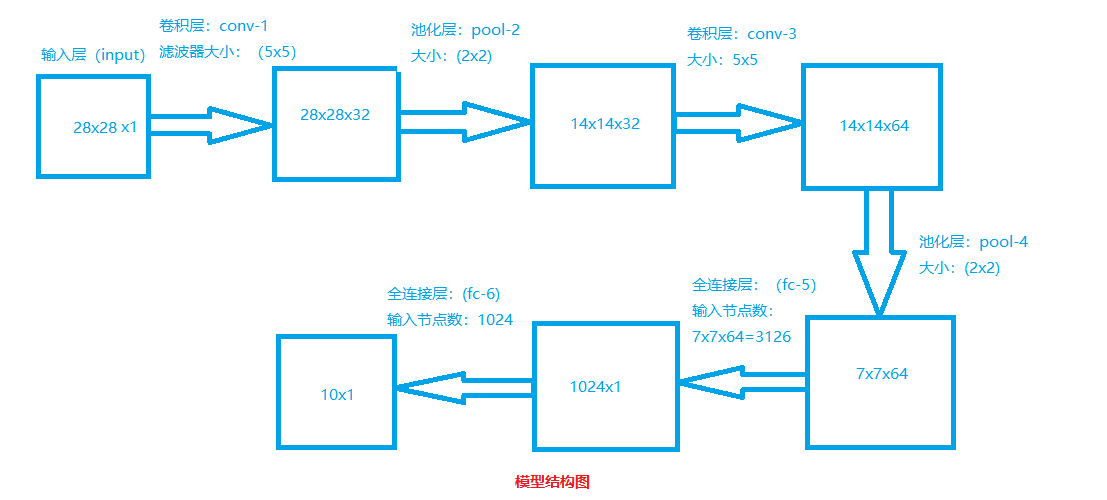 输入层（input）
28x28 x1
卷积层：conv-1
滤波器大小：（5x5）
28x28x32
池化层：pool-2
大小：(2x2)
14x14x32
卷积层：conv-3
大小：5x5
14x14x64
池化层：pool-4
大小：(2x2)
7x7x64
全连接层：（fc-5）
输入节点数：
7x7x64=3126
1024x1
全连接层：(fc-6)
输入节点数：1024
10x1
模型结构图